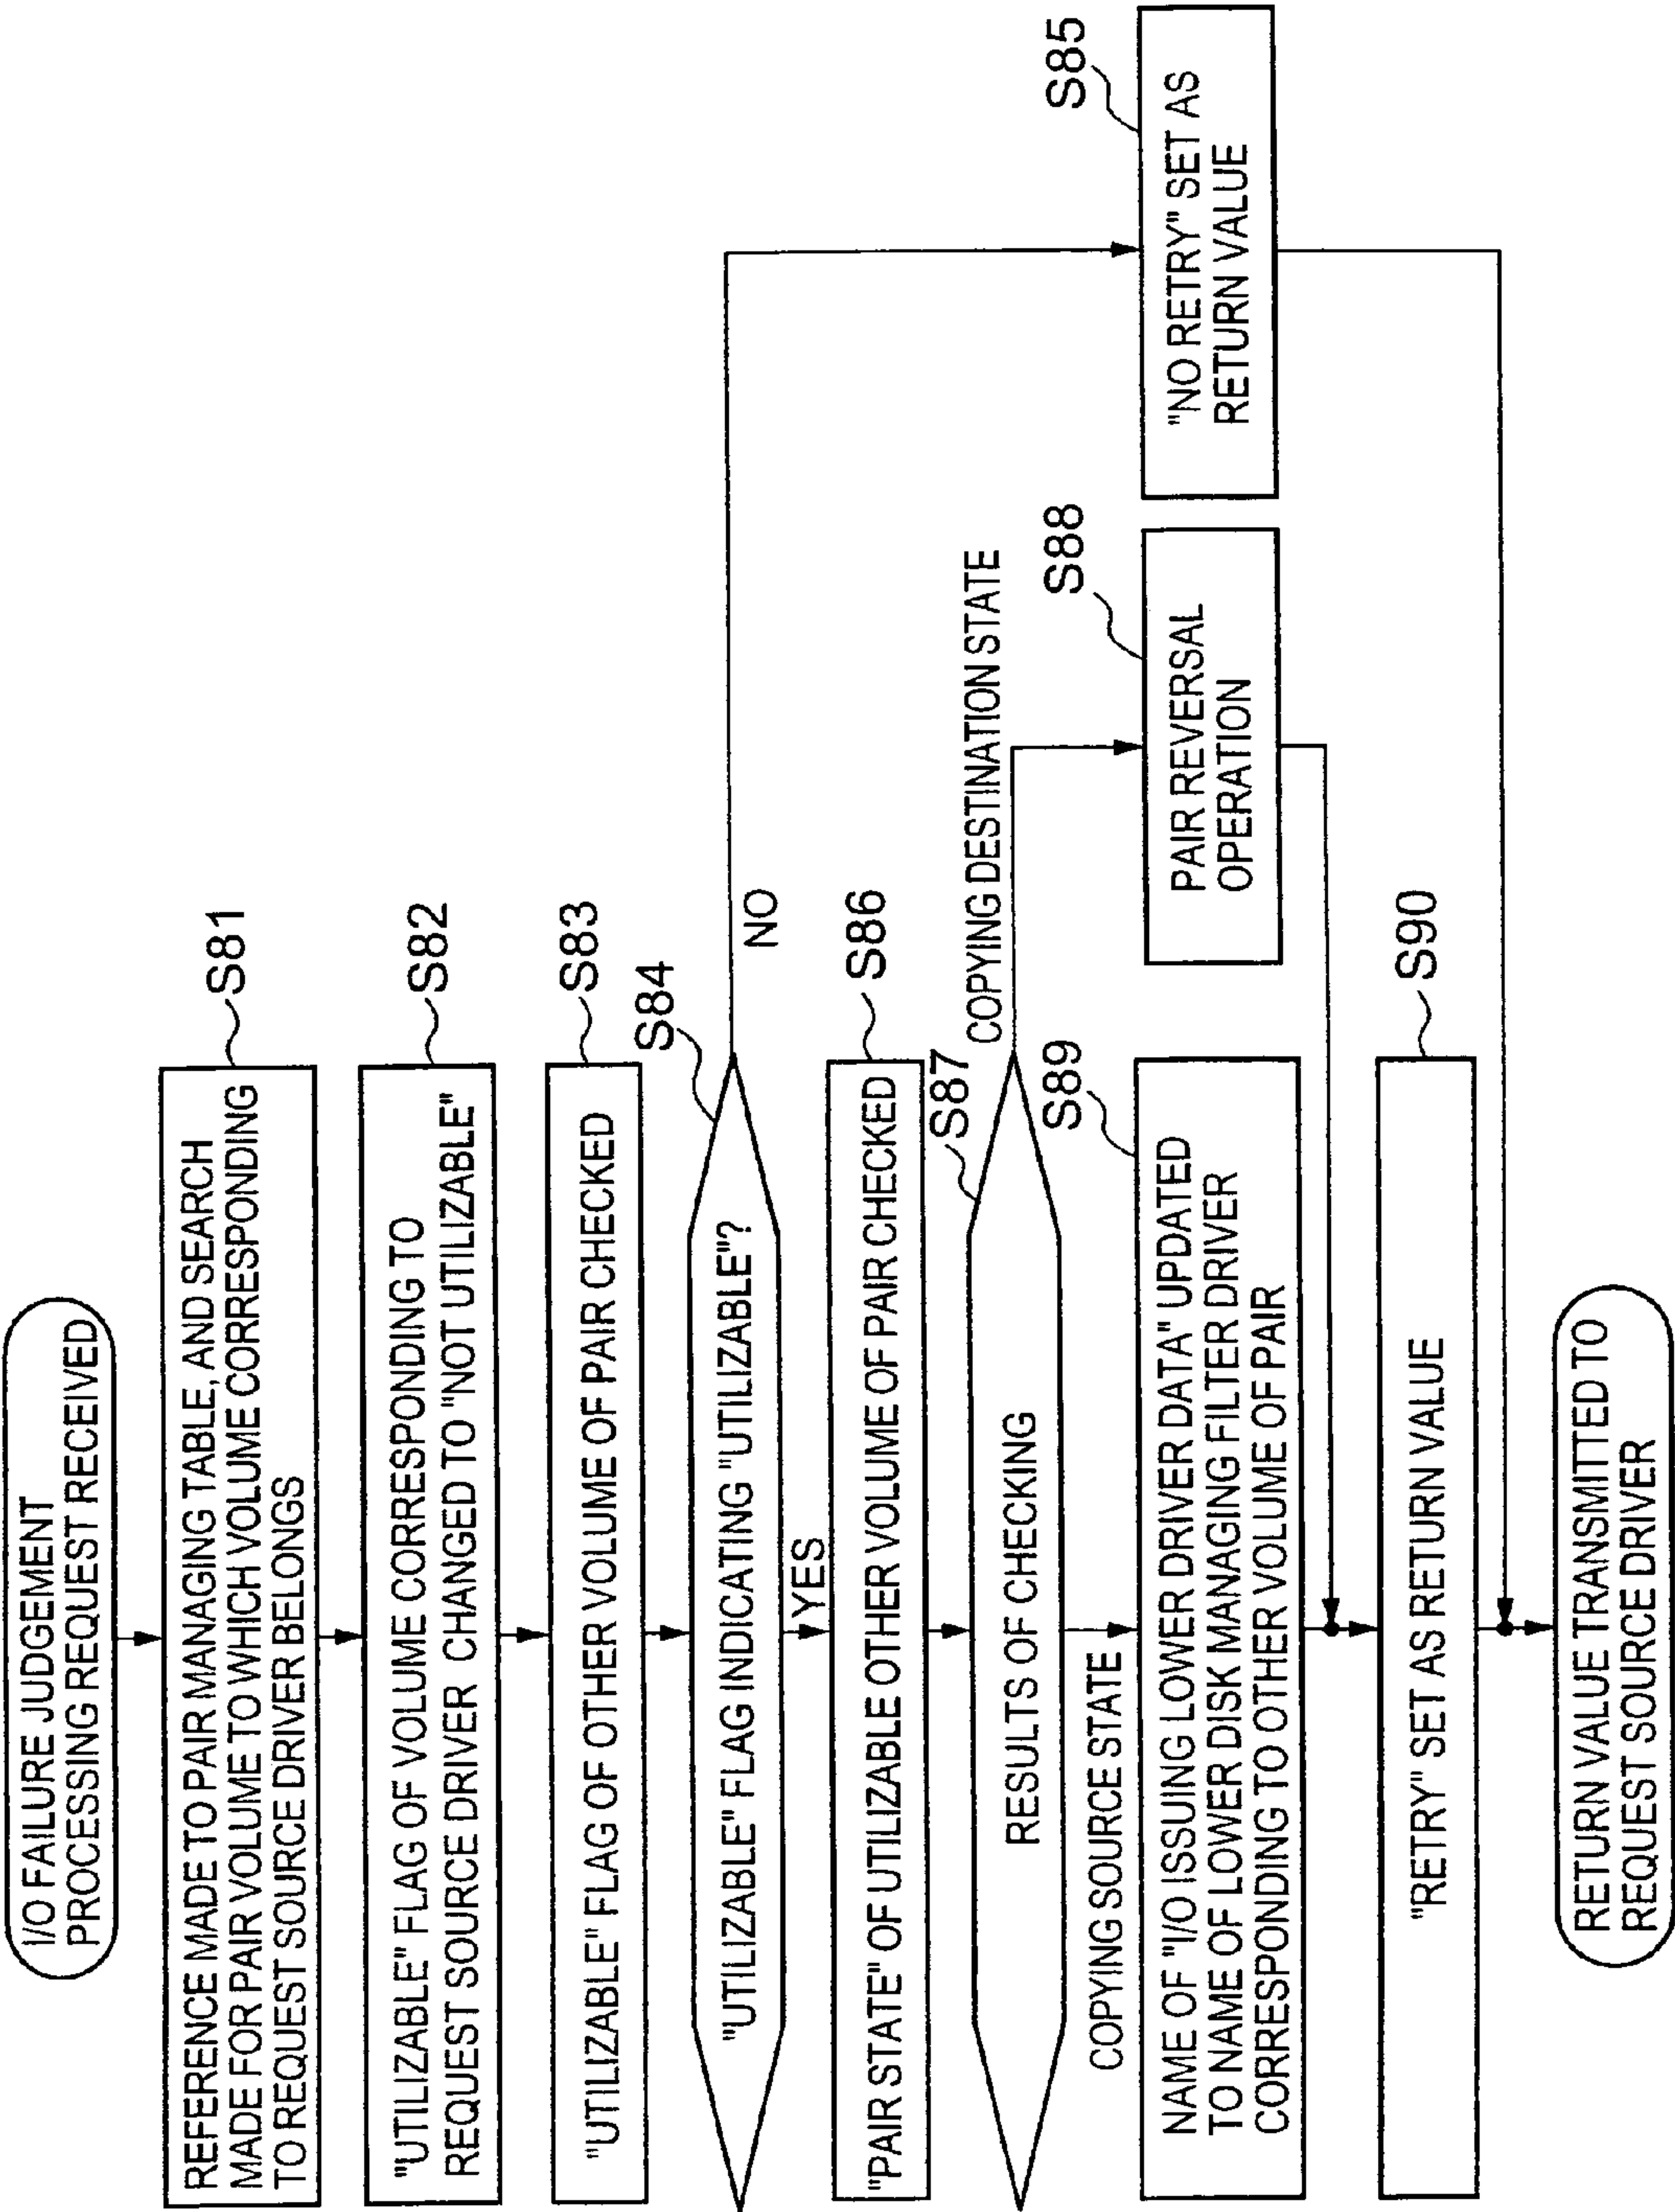 I/O FAILURE JUDGEMENT
PROCESSING REQUEST RECEIVED
S81
REFERENCE MADE TO PAIR MANAGING TABLE, AND SEARCH
MADE FOR PAIR VOLUME TO WHICH VOLUME CORRESPONDING
TO REQUEST SOURCE DRIVER BELONGS
S82
"UTILIZABLE" FLAG OF VOLUME CORRESPONDING TO
REQUEST SOURCE DRIVER CHANGED TO "NOT UTILIZABLE"
S83
"UTILIZABLE" FLAG OF OTHER VOLUME OF PAIR CHECKED
S84
"UTILIZABLE" FLAG INDICATING "UTILIZABLE"?
NO
YES
S85
"NO RETRY" SET AS
RETURN VALUE
S86
"PAIR STATE" OF UTILIZABLE OTHER VOLUME OF PAIR CHECKED
S87
RESULTS OF CHECKING
COPYING DESTINATION STATE
COPYING SOURCE STATE
S88
PAIR REVERSAL
OPERATION
S89
NAME OF "I/O ISSUING LOWER DRIVER DATA" UPDATED
TO NAME OF LOWER DISK MANAGING FILTER DRIVER
CORRESPONDING TO OTHER VOLUME OF PAIR
S90
"RETRY" SET AS RETURN VALUE
RETURN VALUE TRANSMITTED TO
REQUEST SOURCE DRIVER